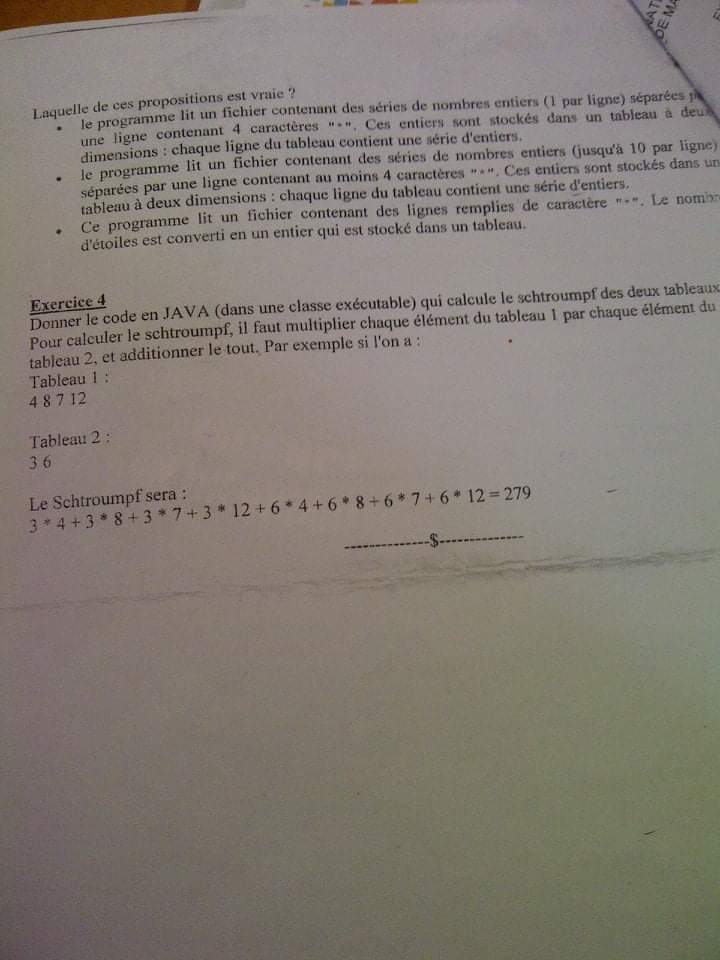 Laquelle de ces propositions est vraie ?
• le programme lit un fichier contenant des séries de nombres entiers (1 par ligne) séparées
une ligne contenant 4 caractères "*". Ces entiers sont stockés dans un tableau à deux
dimensions : chaque ligne du tableau contient une série d'entiers.
• le programme lit un fichier contenant des séries de nombres entiers (jusqu'à 10 par ligne)
séparées par une ligne contenant au moins 4 caractères "*". Ces entiers sont stockés dans un
tableau à deux dimensions : chaque ligne du tableau contient une série d'entiers.
• Ce programme lit un fichier contenant des lignes remplies de caractère "*". Le nombre
d'étoiles est converti en un entier qui est stocké dans un tableau.
Exercice 4
Donner le code en JAVA (dans une classe exécutable) qui calcule le schtroumpf des deux tableaux
Pour calculer le schtroumpf, il faut multiplier chaque élément du tableau 1 par chaque élément du
tableau 2, et additionner le tout. Par exemple si l'on a :
Tableau 1 :
4 8 7 12
Tableau 2 :
3 6
Le Schtroumpf sera :
3 * 4 + 3 * 8 + 3 * 7 + 3 * 12 + 6 * 4 + 6 * 8 + 6 * 7 + 6 * 12 = 279
--------------$--------------